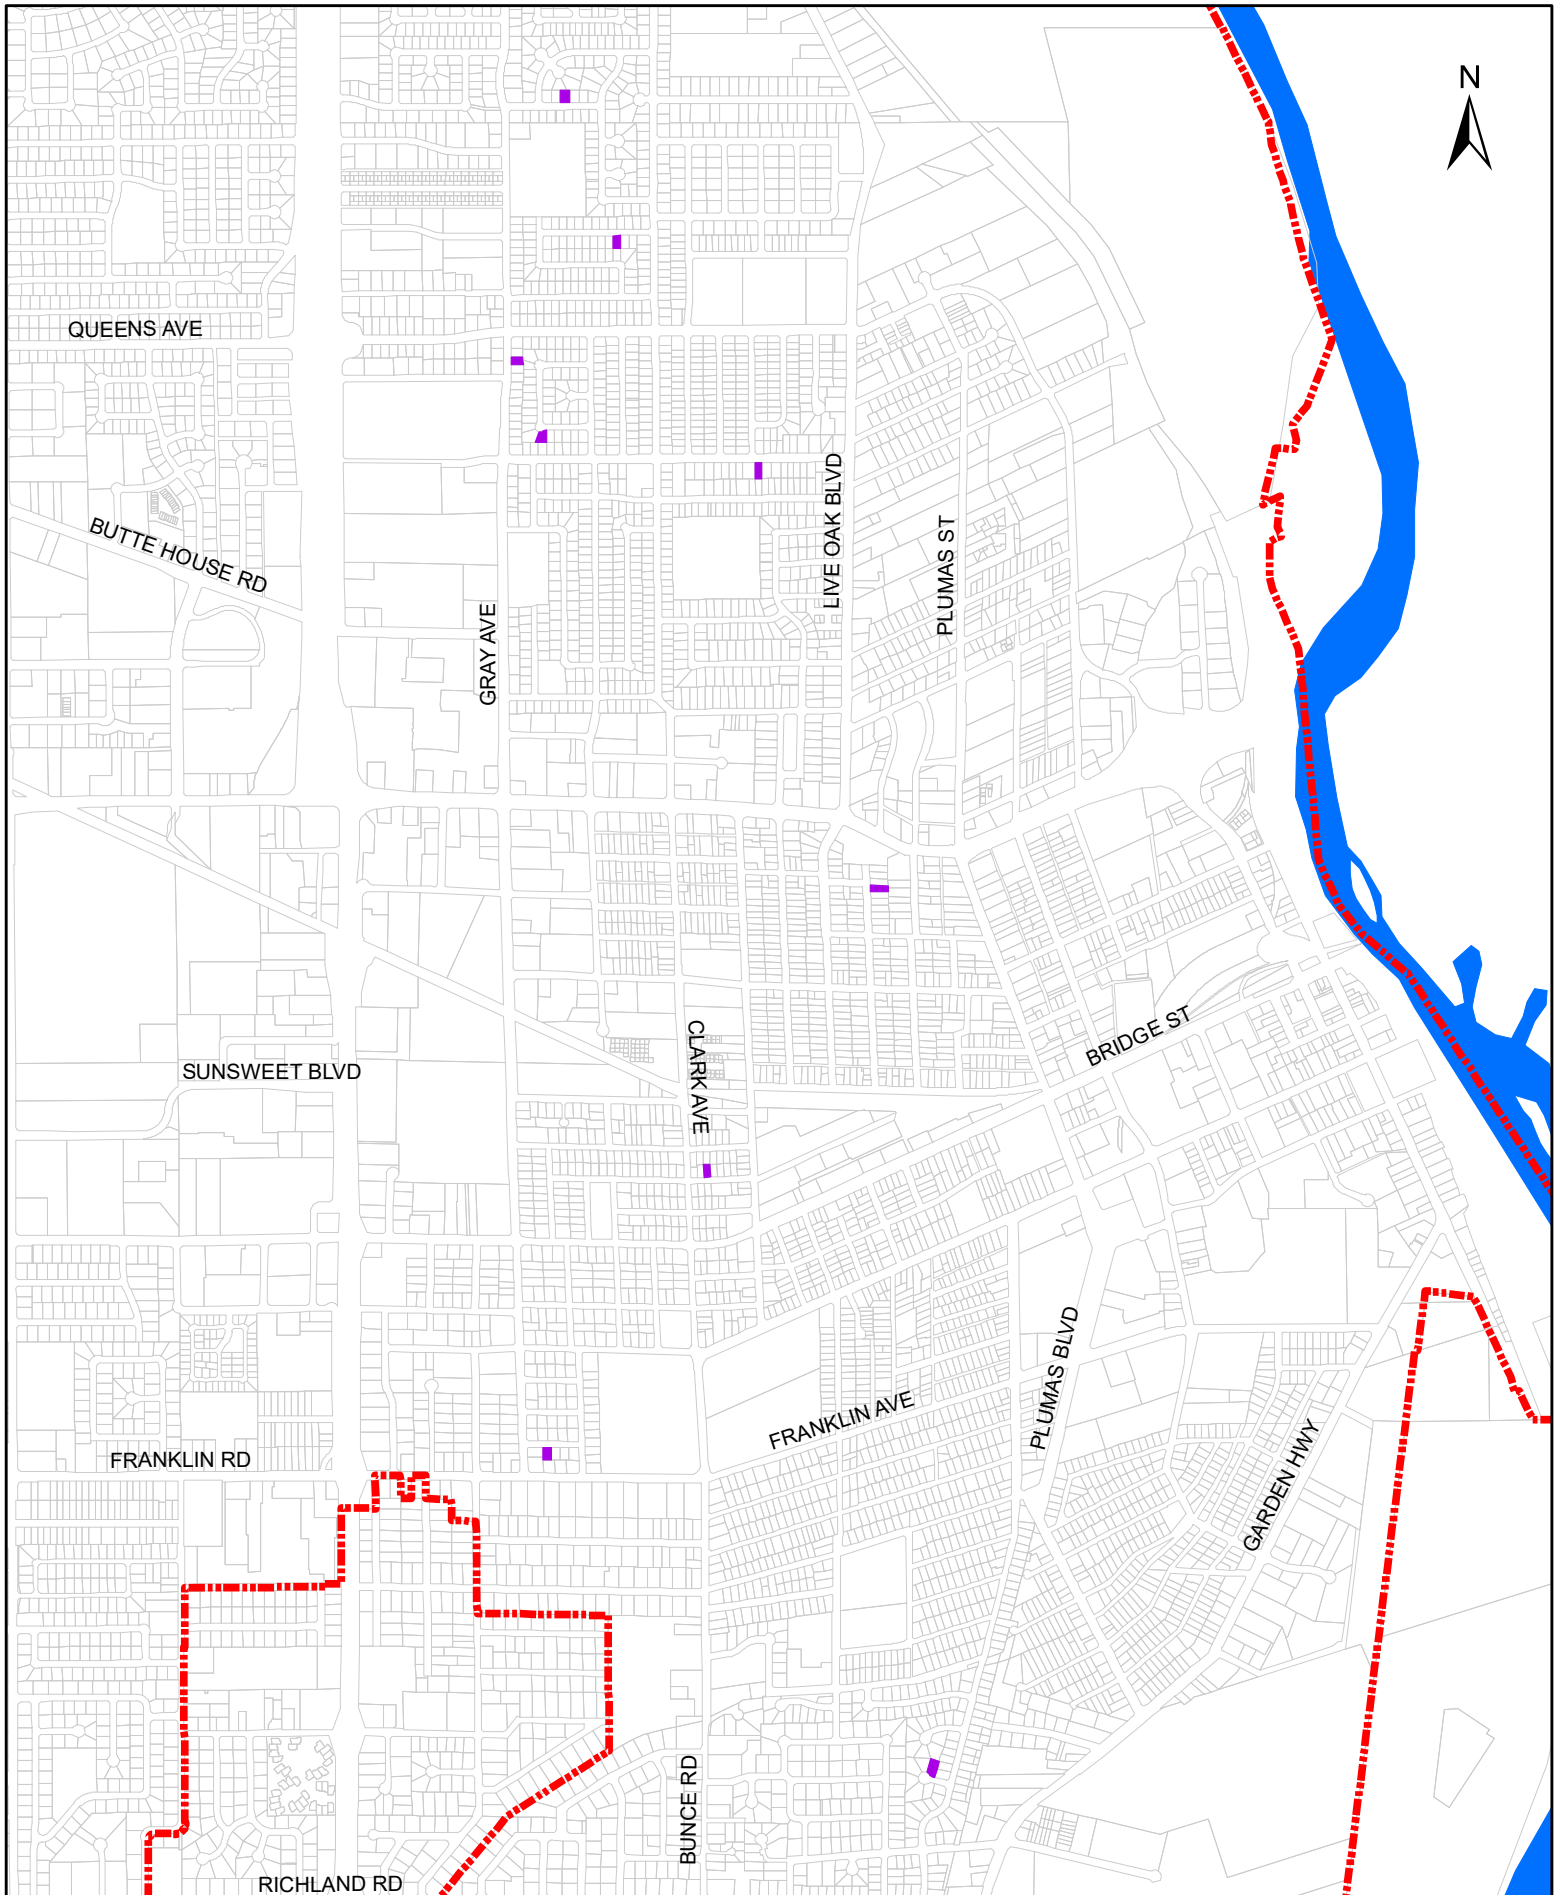 N
QUEENS AVE
BUTTE HOUSE RD
LIVE OAK BLVD
PLUMAS ST
GRAY AVE
BRIDGE ST
CLARK AVE
SUNSWEET BLVD
PLUMAS BLVD
FRANKLIN AVE
GARDEN HWY
FRANKLIN RD
BUNCE RD
RICHLAND RD